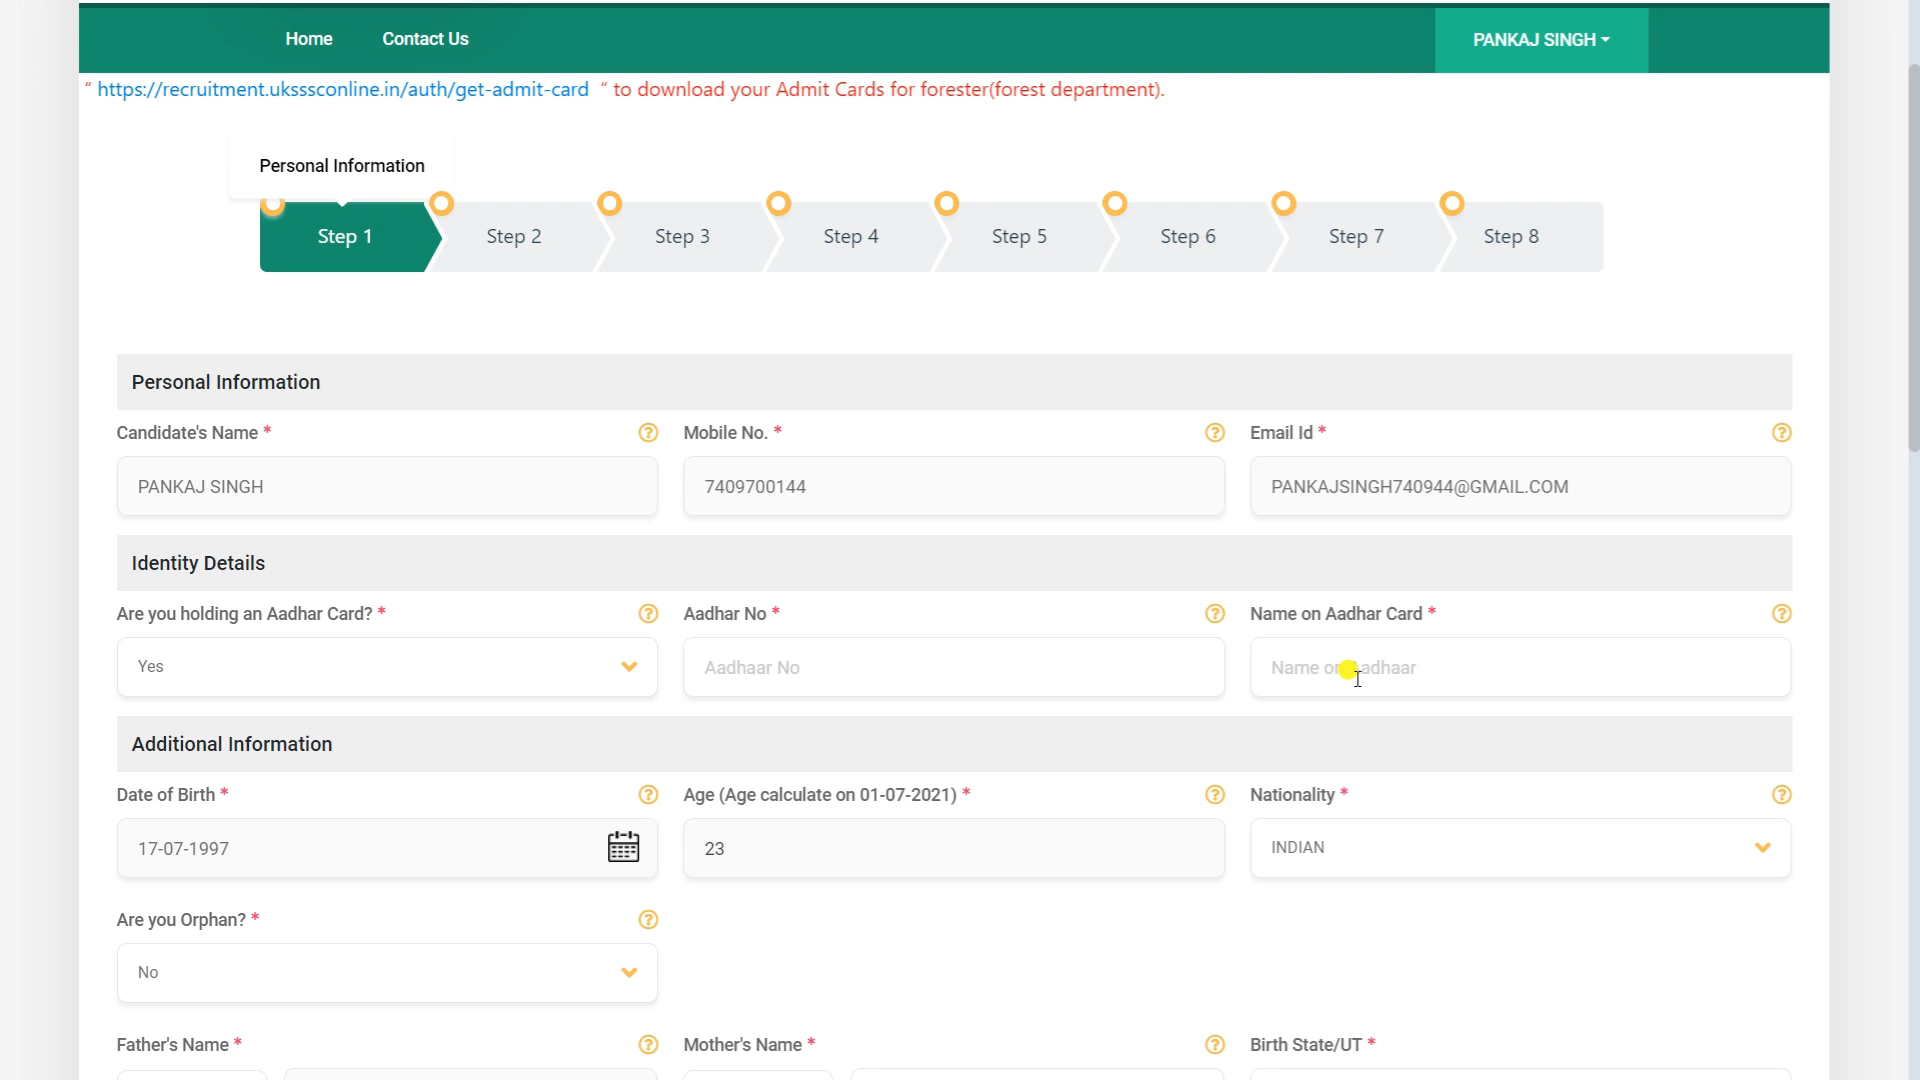 Home Contact Us PANKAJ SINGH
“ https://recruitment.uksssconline.in/auth/get-admit-card “ to download your Admit Cards for forester(forest department).
Personal Information
Step 1 Step 2 Step 3 Step 4 Step 5 Step 6 Step 7 Step 8
Personal Information
Candidate's Name * Mobile No. * Email Id *
PANKAJ SINGH 7409700144 PANKAJSINGH740944@GMAIL.COM
Identity Details
Are you holding an Aadhar Card? * Aadhar No * Name on Aadhar Card *
Yes Aadhaar No Name on Aadhaar
Additional Information
Date of Birth * Age (Age calculate on 01-07-2021) * Nationality *
17-07-1997 23 INDIAN
Are you Orphan? *
No
Father's Name * Mother's Name * Birth State/UT *